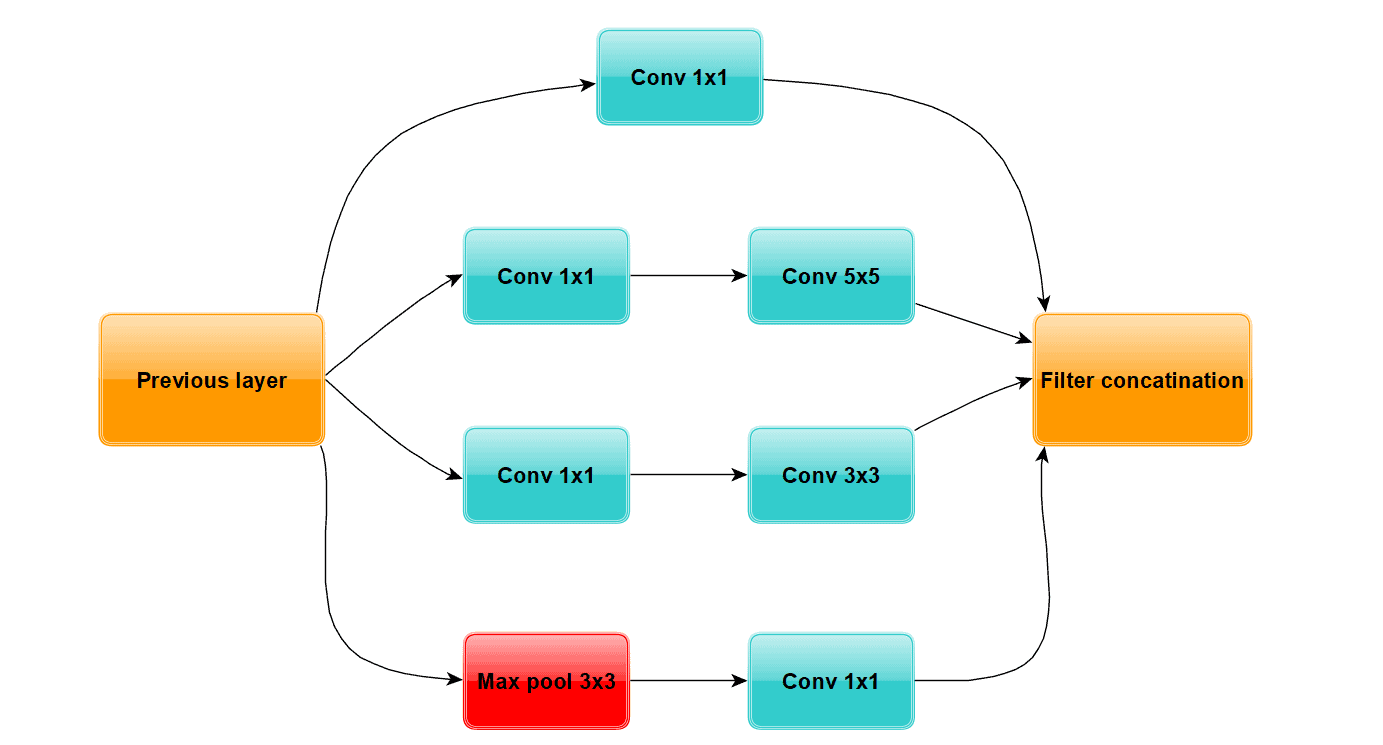 Conv 1x1
Conv 1x1
Conv 5x5
Previous layer
Filter concatination
Conv 1x1
Conv 3x3
Max pool 3x3
Conv 1x1